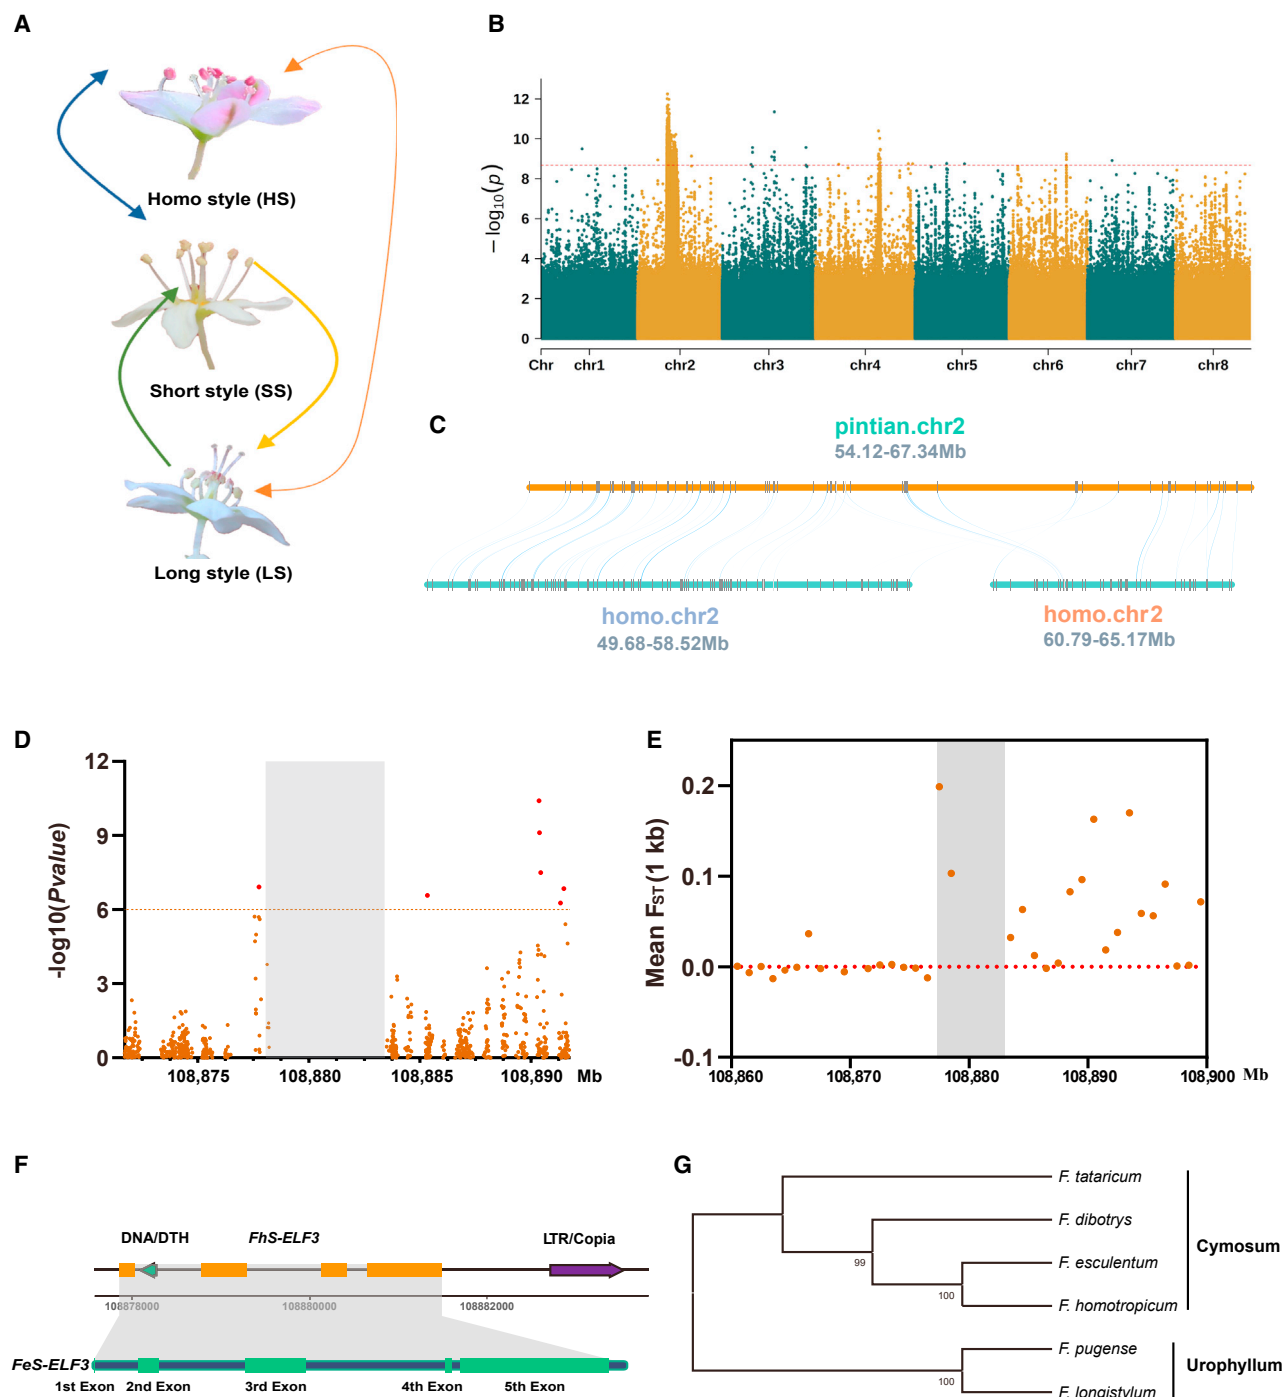 A
Homo style (HS)
Short style (SS)
Long style (LS)
B
− log10(p)
12
10
8
6
4
2
0
Chr chr1 chr2 chr3 chr4 chr5 chr6 chr7 chr8
C
pintian.chr2
54.12-67.34Mb
homo.chr2
49.68-58.52Mb
homo.chr2
60.79-65.17Mb
D
-log10(Pvalue)
12
9
6
3
0
108,875 108,880 108,885 108,890 Mb
E
Mean FST (1 kb)
0.2
0.1
0.0
-0.1
108,860 108,870 108,880 108,890 108,900 Mb
F
DNA/DTH FhS-ELF3 LTR/Copia
108878000 108880000 108882000
FeS-ELF3
1st Exon 2nd Exon 3rd Exon 4th Exon 5th Exon
G
F. tataricum
F. dibotrys
F. esculentum
F. homotropicum
F. pugense
F. longistylum
99
100
100
Cymosum
Urophyllum